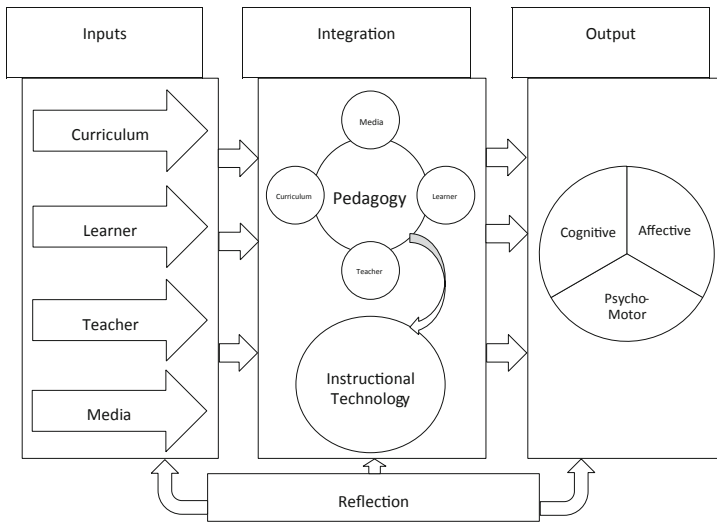 Inputs
Integration
Output
Curriculum
Learner
Teacher
Media
Media
Curriculum
Pedagogy
Learner
Teacher
Instructional
Technology
Cognitive
Affective
Psycho-
Motor
Reflection